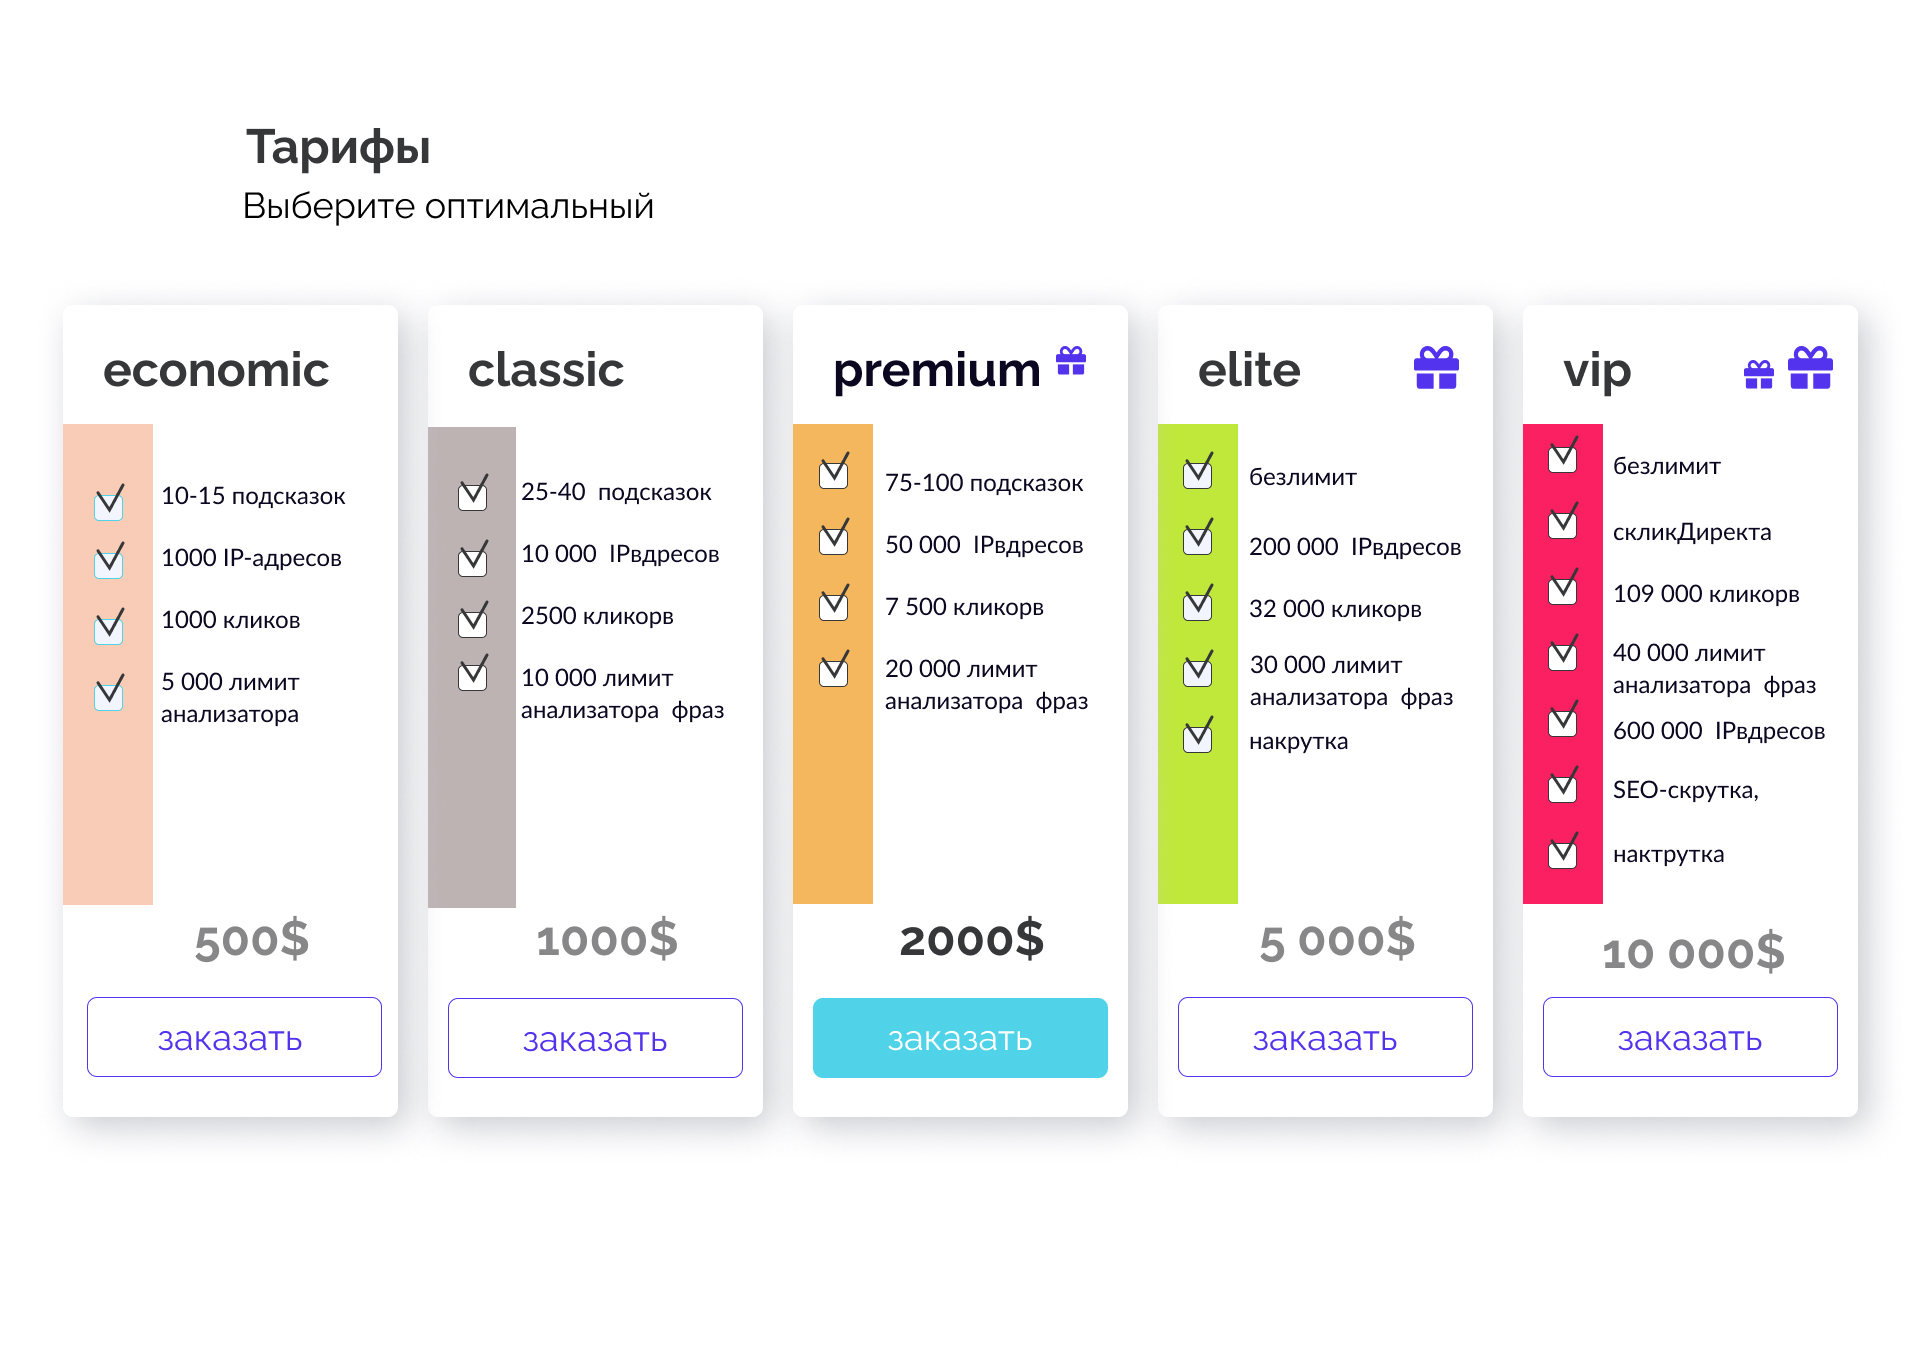 Тарифы
Выберите оптимальный
economic
10-15 подсказок
1000 IP-адресов
1000 кликов
5 000 лимит
анализатора
500$
заказать
classic
25-40 подсказок
10 000 IPвдресов
2500 кликорв
10 000 лимит
анализатора фраз
1000$
заказать
premium
75-100 подсказок
50 000 IPвдресов
7 500 кликорв
20 000 лимит
анализатора фраз
2000$
заказать
elite
безлимит
200 000 IPвдресов
32 000 кликорв
30 000 лимит
анализатора фраз
накрутка
5 000$
заказать
vip
безлимит
скликДиректа
109 000 кликорв
40 000 лимит
анализатора фраз
600 000 IPвдресов
SEO-скрутка,
нактрутка
10 000$
заказать